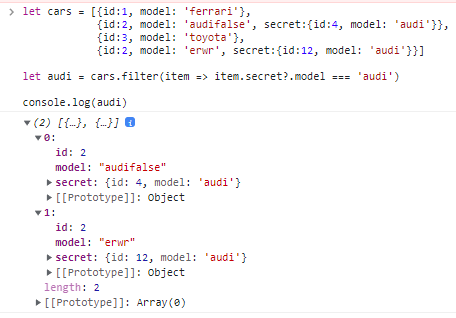 let cars = [{id:1, model: 'ferrari'},
{id:2, model: 'audifalse', secret:{id:4, model: 'audi'}},
{id:3, model: 'toyota'},
{id:2, model: 'erwr', secret:{id:12, model: 'audi'}}]
let audi = cars.filter(item => item.secret?.model === 'audi')
console.log(audi)
(2) [{…}, {…}] i
0:
id: 2
model: "audifalse"
secret: {id: 4, model: 'audi'}
[[Prototype]]: Object
1:
id: 2
model: "erwr"
secret: {id: 12, model: 'audi'}
[[Prototype]]: Object
length: 2
[[Prototype]]: Array(0)